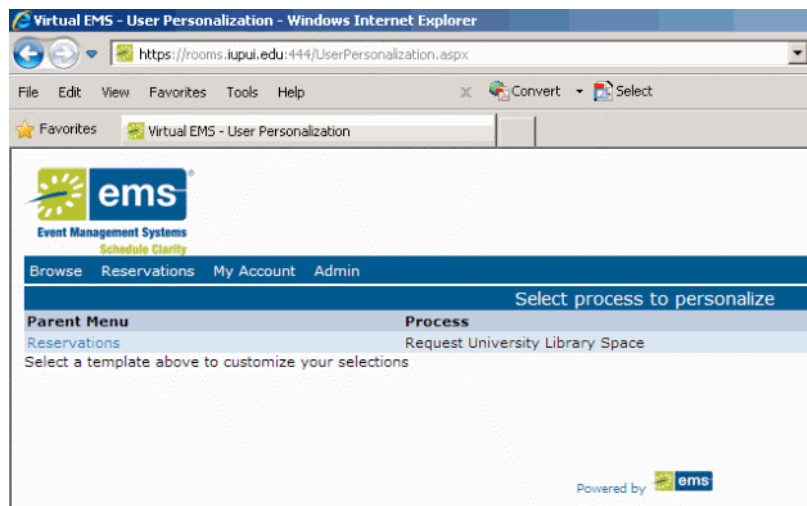 Virtual EMS - User Personalization - Windows Internet Explorer
https://rooms.iupui.edu:444/UserPersonalization.aspx
File Edit View Favorites Tools Help x Convert Select
Favorites Virtual EMS - User Personalization
ems®
Event Management Systems
Schedule Clarity
Browse Reservations My Account Admin
Select process to personalize
Parent Menu Process
Reservations Request University Library Space
Select a template above to customize your selections
Powered by ems